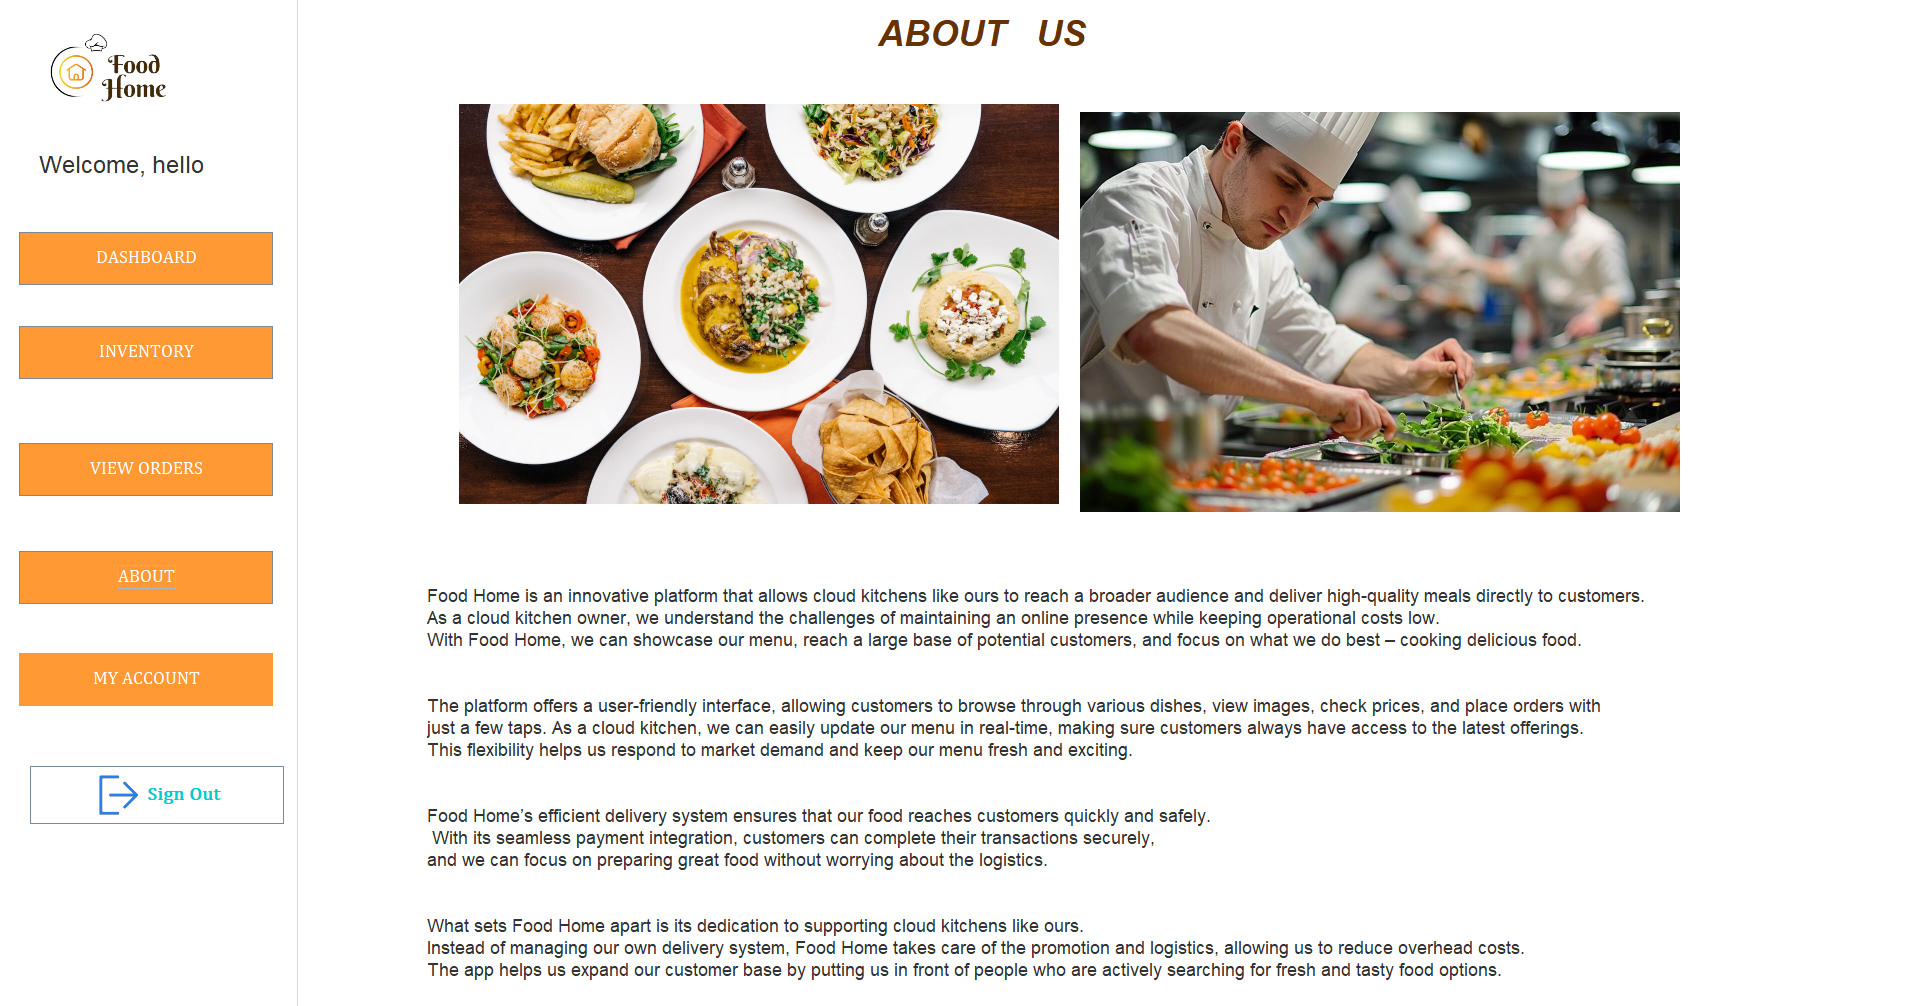 Food
Home
Welcome, hello
DASHBOARD
INVENTORY
VIEW ORDERS
ABOUT
MY ACCOUNT
Sign Out
ABOUT US
Food Home is an innovative platform that allows cloud kitchens like ours to reach a broader audience and deliver high-quality meals directly to customers.
As a cloud kitchen owner, we understand the challenges of maintaining an online presence while keeping operational costs low.
With Food Home, we can showcase our menu, reach a large base of potential customers, and focus on what we do best – cooking delicious food.
The platform offers a user-friendly interface, allowing customers to browse through various dishes, view images, check prices, and place orders with
just a few taps. As a cloud kitchen, we can easily update our menu in real-time, making sure customers always have access to the latest offerings.
This flexibility helps us respond to market demand and keep our menu fresh and exciting.
Food Home’s efficient delivery system ensures that our food reaches customers quickly and safely.
With its seamless payment integration, customers can complete their transactions securely,
and we can focus on preparing great food without worrying about the logistics.
What sets Food Home apart is its dedication to supporting cloud kitchens like ours.
Instead of managing our own delivery system, Food Home takes care of the promotion and logistics, allowing us to reduce overhead costs.
The app helps us expand our customer base by putting us in front of people who are actively searching for fresh and tasty food options.